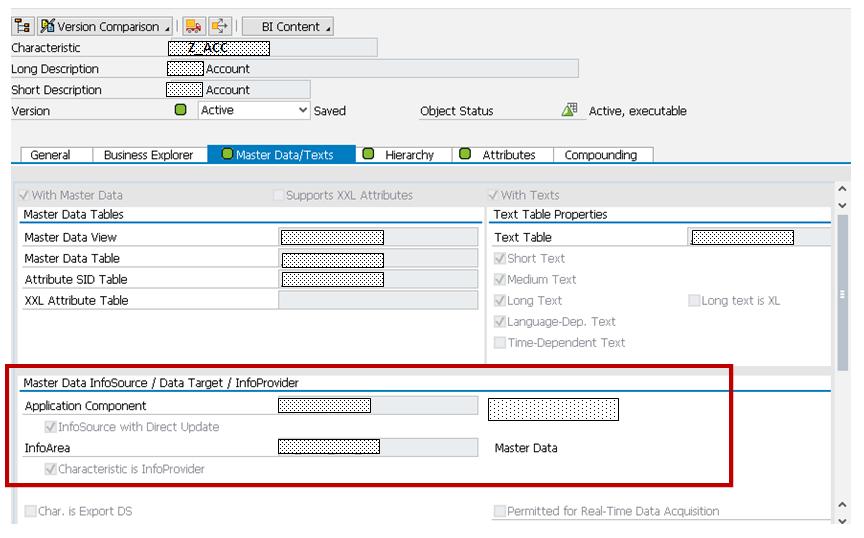 Version Comparison BI Content
Characteristic Z_ACC
Long Description Account
Short Description Account
Version Active Saved Object Status Active, executable
General Business Explorer Master Data/Texts Hierarchy Attributes Compounding
With Master Data Supports XXL Attributes With Texts
Master Data Tables Text Table Properties
Master Data View Text Table
Master Data Table Short Text
Attribute SID Table Medium Text
XXL Attribute Table Long Text Long text is XL
Language-Dep. Text
Time-Dependent Text
Master Data InfoSource / Data Target / InfoProvider
Application Component
InfoSource with Direct Update
InfoArea Master Data
Characteristic is InfoProvider
Char. is Export DS Permitted for Real-Time Data Acquisition